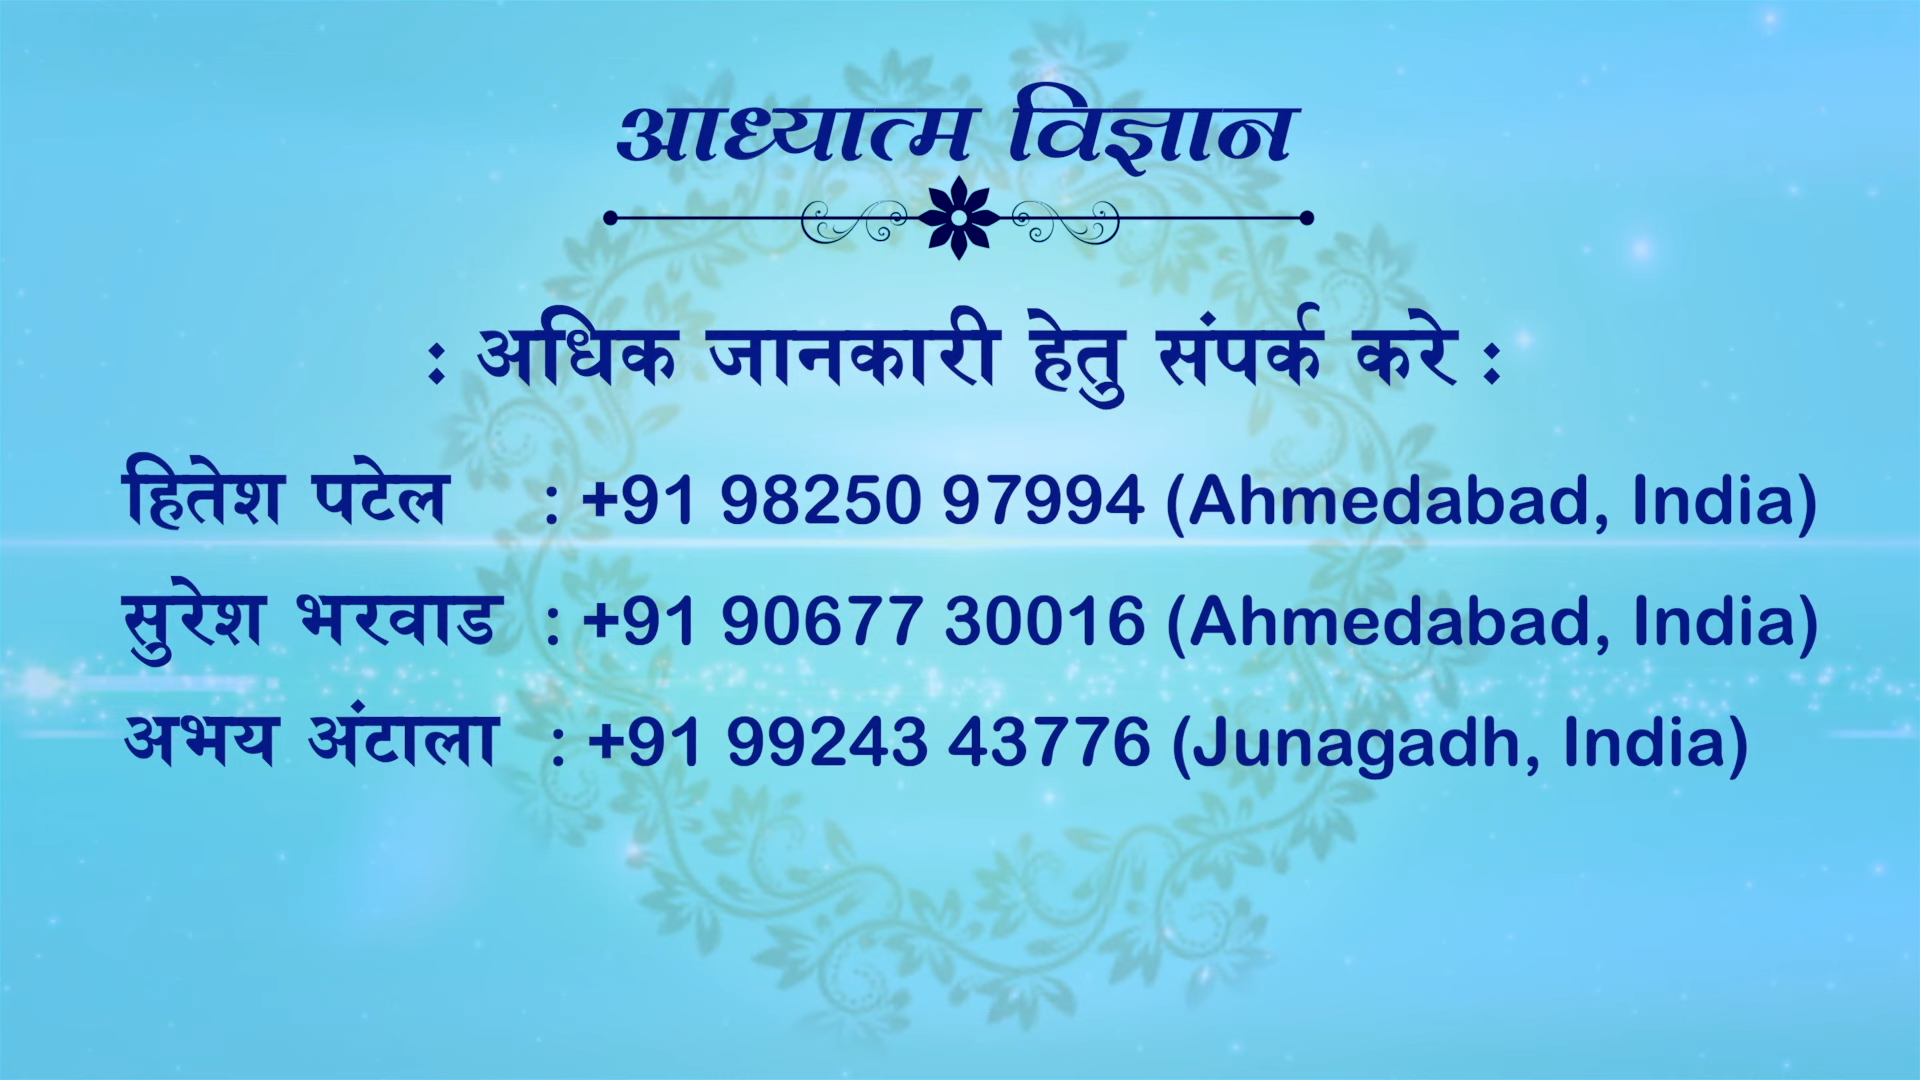 आध्यात्म विज्ञान
: अधिक जानकारी हेतु संपर्क करे :
हितेश पटेल : +91 98250 97994 (Ahmedabad, India)
सुरेश भरवाड : +91 90677 30016 (Ahmedabad, India)
अभय अंटाला : +91 99243 43776 (Junagadh, India)